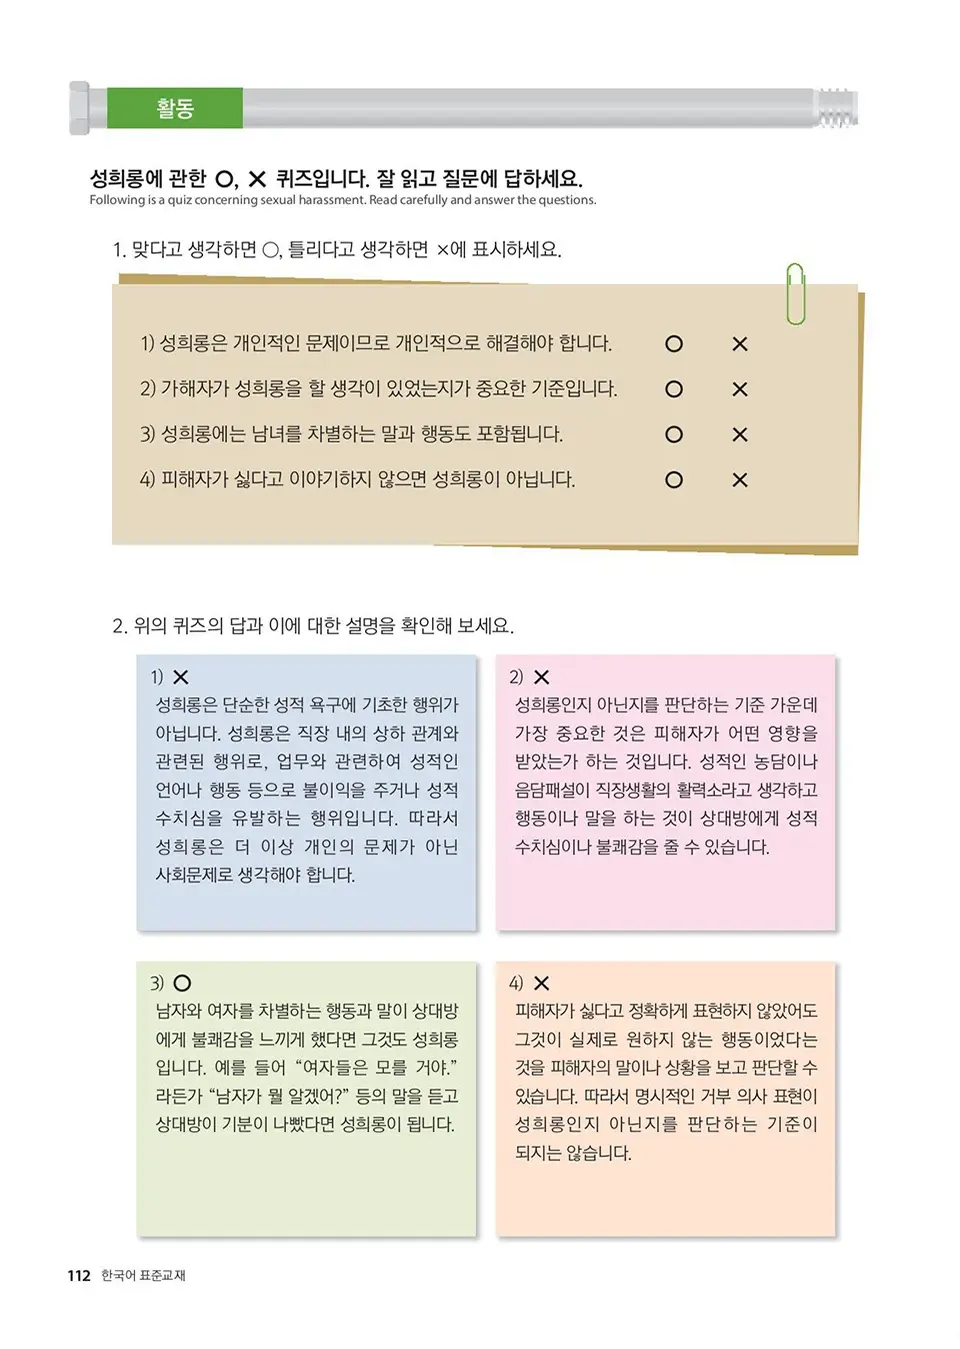 활동
성희롱에 관한 ○, × 퀴즈입니다. 잘 읽고 질문에 답하세요.
Following is a quiz concerning sexual harassment. Read carefully and answer the questions.
1. 맞다고 생각하면 ○, 틀리다고 생각하면 ×에 표시하세요.
1) 성희롱은 개인적인 문제이므로 개인적으로 해결해야 합니다. ○ ×
2) 가해자가 성희롱을 할 생각이 있었는지가 중요한 기준입니다. ○ ×
3) 성희롱에는 남녀를 차별하는 말과 행동도 포함됩니다. ○ ×
4) 피해자가 싫다고 이야기하지 않으면 성희롱이 아닙니다. ○ ×
2. 위의 퀴즈의 답과 이에 대한 설명을 확인해 보세요.
1) ×
성희롱은 단순한 성적 욕구에 기초한 행위가
아닙니다. 성희롱은 직장 내의 상하 관계와
관련된 행위로, 업무와 관련하여 성적인
언어나 행동 등으로 불이익을 주거나 성적
수치심을 유발하는 행위입니다. 따라서
성희롱은 더 이상 개인의 문제가 아닌
사회문제로 생각해야 합니다.
2) ×
성희롱인지 아닌지를 판단하는 기준 가운데
가장 중요한 것은 피해자가 어떤 영향을
받았는가 하는 것입니다. 성적인 농담이나
음담패설이 직장생활의 활력소라고 생각하고
행동이나 말을 하는 것이 상대방에게 성적
수치심이나 불쾌감을 줄 수 있습니다.
3) ○
남자와 여자를 차별하는 행동과 말이 상대방
에게 불쾌감을 느끼게 했다면 그것도 성희롱
입니다. 예를 들어 “여자들은 모를 거야.”
라든가 “남자가 뭘 알겠어?” 등의 말을 듣고
상대방이 기분이 나빴다면 성희롱이 됩니다.
4) ×
피해자가 싫다고 정확하게 표현하지 않았어도
그것이 실제로 원하지 않는 행동이었다는
것을 피해자의 말이나 상황을 보고 판단할 수
있습니다. 따라서 명시적인 거부 의사 표현이
성희롱인지 아닌지를 판단하는 기준이
되지는 않습니다.
112 한국어 표준교재